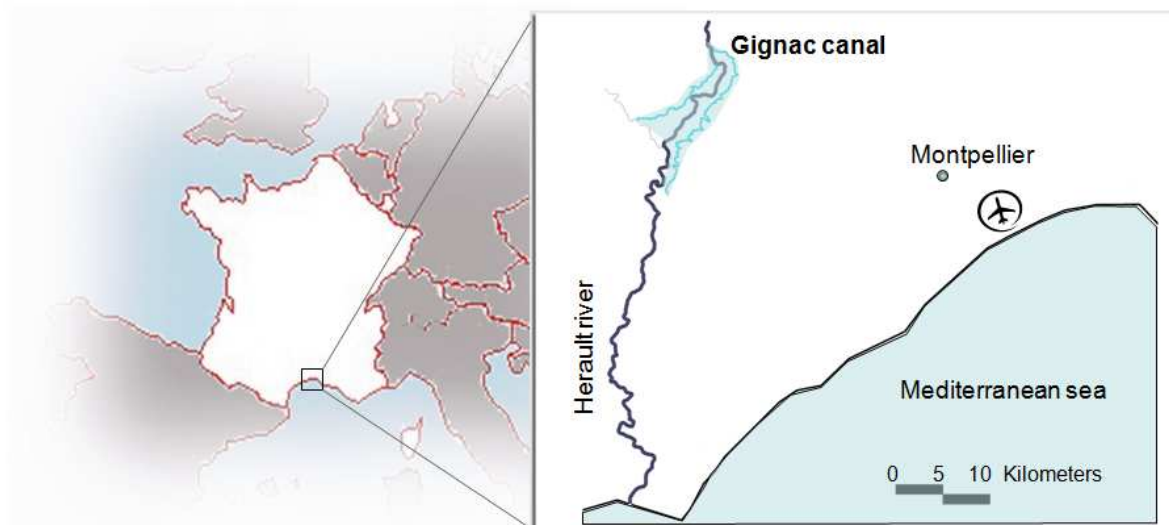 Gignac canal
Montpellier
Herault river
Mediterranean sea
0 5 10 Kilometers